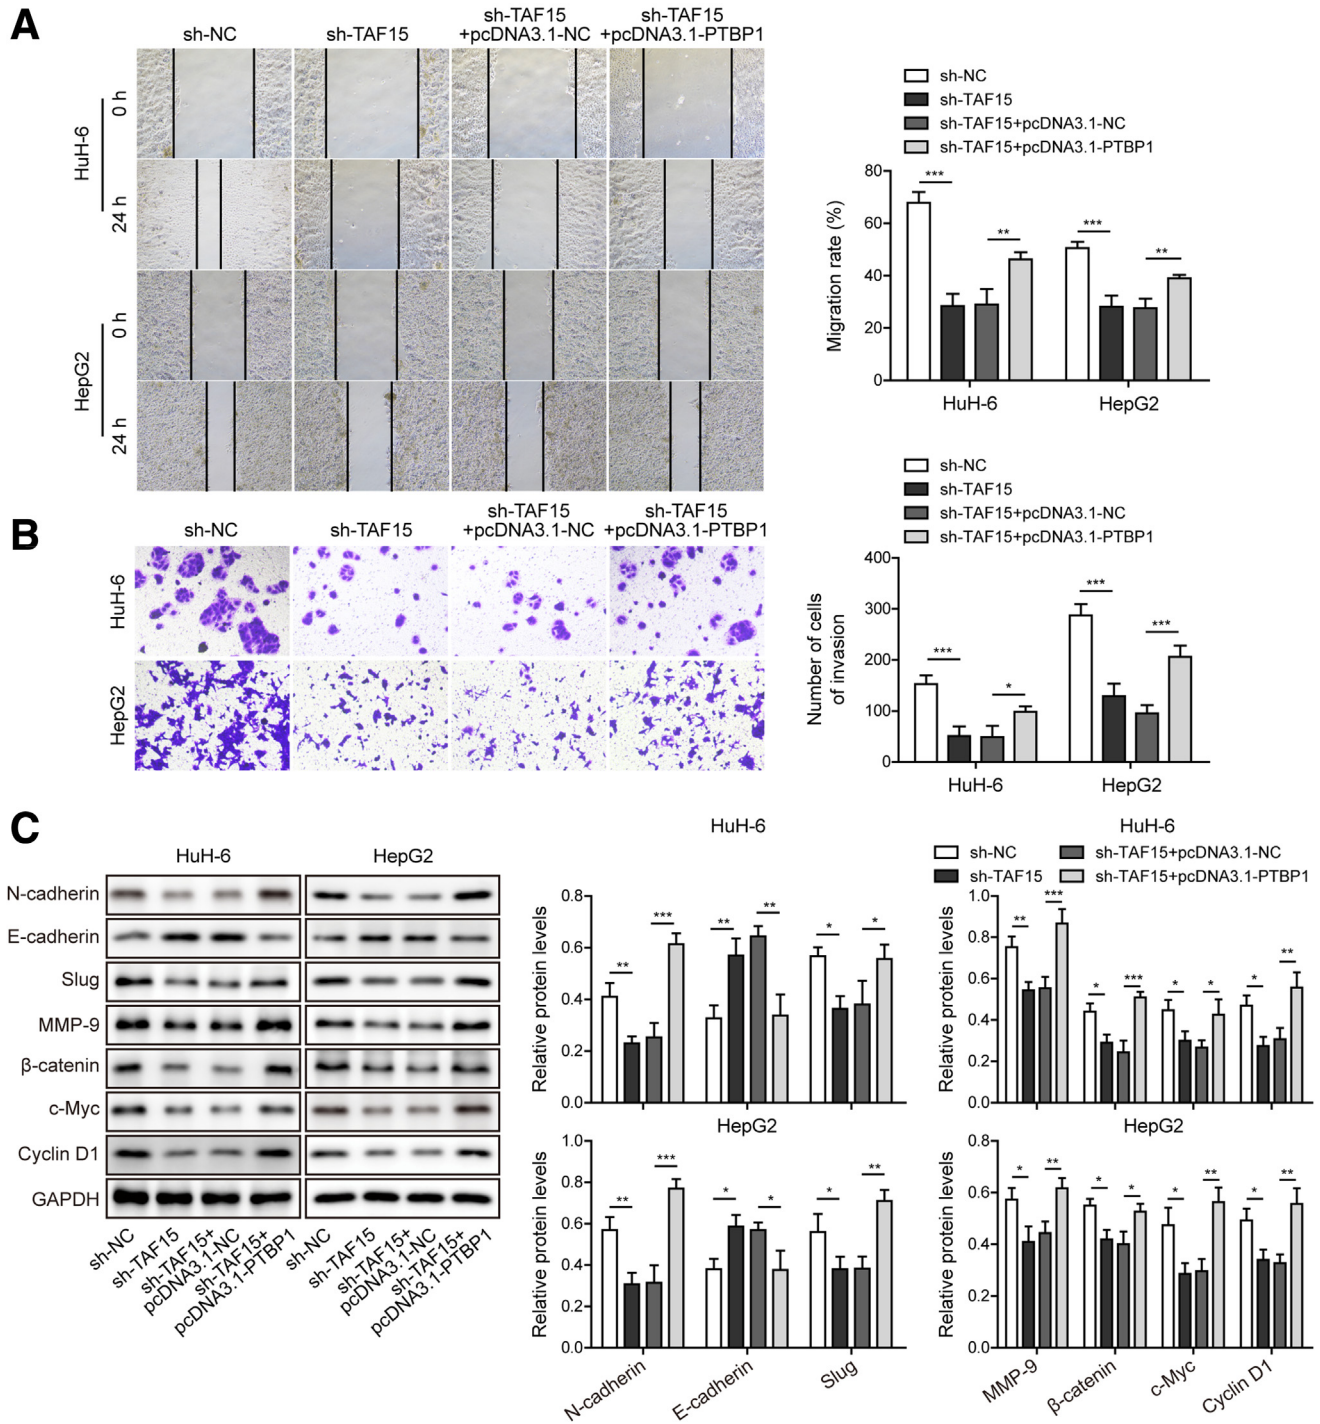 A
sh-NC
sh-TAF15
sh-TAF15
+pcDNA3.1-NC
sh-TAF15
+pcDNA3.1-PTBP1
HuH-6
0 h
24 h
HepG2
0 h
24 h
sh-NC
sh-TAF15
sh-TAF15+pcDNA3.1-NC
sh-TAF15+pcDNA3.1-PTBP1
Migration rate (%)
80
60
40
20
0
***
**
***
**
HuH-6
HepG2
B
sh-NC
sh-TAF15
sh-TAF15
+pcDNA3.1-NC
sh-TAF15
+pcDNA3.1-PTBP1
HuH-6
HepG2
sh-NC
sh-TAF15
sh-TAF15+pcDNA3.1-NC
sh-TAF15+pcDNA3.1-PTBP1
Number of cells
of invasion
400
300
200
100
0
***
*
***
***
HuH-6
HepG2
C
HuH-6
HepG2
N-cadherin
E-cadherin
Slug
MMP-9
β-catenin
c-Myc
Cyclin D1
GAPDH
sh-NC
sh-TAF15
sh-TAF15+
pcDNA3.1-NC
sh-TAF15+
pcDNA3.1-PTBP1
sh-NC
sh-TAF15
sh-TAF15+
pcDNA3.1-NC
sh-TAF15+
pcDNA3.1-PTBP1
HuH-6
Relative protein levels
0.8
0.6
0.4
0.2
0.0
**
***
**
**
*
*
HuH-6
sh-NC
sh-TAF15
sh-TAF15+pcDNA3.1-NC
sh-TAF15+pcDNA3.1-PTBP1
Relative protein levels
1.0
0.8
0.6
0.4
0.2
0.0
**
***
*
***
*
*
*
**
HepG2
Relative protein levels
1.0
0.8
0.6
0.4
0.2
0.0
**
***
*
*
*
**
N-cadherin
E-cadherin
Slug
HepG2
Relative protein levels
0.8
0.6
0.4
0.2
0.0
*
**
*
*
*
**
*
**
MMP-9
β-catenin
c-Myc
Cyclin D1